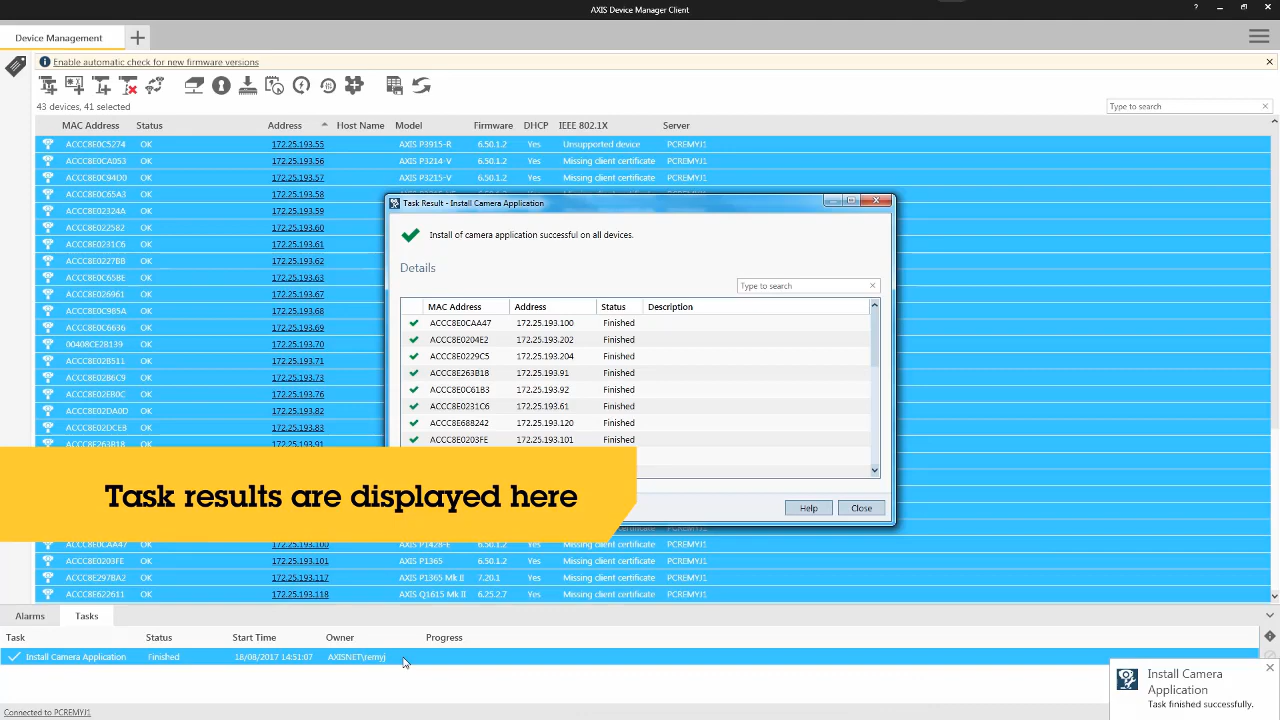 AXIS Device Manager Client
Device Management
Enable automatic check for new firmware versions
43 devices, 41 selected
Type to search
MAC Address Status Address Host Name Model Firmware DHCP IEEE 802.1X Server
ACCC8E0C5274 OK 172.25.193.55 AXIS P3915-R 6.50.1.2 Yes Unsupported device PCREMYJ1
ACCC8E0CA053 OK 172.25.193.56 AXIS P3214-V 6.50.1.2 Yes Missing client certificate PCREMYJ1
ACCC8E0C94D0 OK 172.25.193.57 AXIS P3215-V 6.50.1.2 Yes Missing client certificate PCREMYJ1
ACCC8E0C65A3 OK 172.25.193.58
ACCC8E02324A OK 172.25.193.59
ACCC8E022582 OK 172.25.193.60
ACCC8E0231C6 OK 172.25.193.61
ACCC8E0227BB OK 172.25.193.62
ACCC8E0C65BE OK 172.25.193.63
ACCC8E026961 OK 172.25.193.67
ACCC8E0C985A OK 172.25.193.68
ACCC8E0C6636 OK 172.25.193.69
00408CE2B139 OK 172.25.193.70
ACCC8E02B511 OK 172.25.193.71
ACCC8E02B6C9 OK 172.25.193.73
ACCC8E02EB0C OK 172.25.193.76
ACCC8E02DA0D OK 172.25.193.82
ACCC8E02DCEB OK 172.25.193.83
ACCC8E263B18 OK 172.25.193.91
Task Result - Install Camera Application
Install of camera application successful on all devices.
Details
Type to search
MAC Address Address Status Description
ACCC8E0CAA47 172.25.193.100 Finished
ACCC8E0204E2 172.25.193.202 Finished
ACCC8E0229C5 172.25.193.204 Finished
ACCC8E263B18 172.25.193.91 Finished
ACCC8E0C61B3 172.25.193.92 Finished
ACCC8E0231C6 172.25.193.61 Finished
ACCC8E688242 172.25.193.120 Finished
ACCC8E0203FE 172.25.193.101 Finished
Help Close
Task results are displayed here
ACCC8E0CAA47 OK 172.25.193.100 AXIS P1428-E 6.50.1.2 Yes Missing client certificate PCREMYJ1
ACCC8E0203FE OK 172.25.193.101 AXIS P1365 6.50.1.2 Yes Missing client certificate PCREMYJ1
ACCC8E297BA2 OK 172.25.193.117 AXIS P1365 Mk II 7.20.1 Yes Missing client certificate PCREMYJ1
ACCC8E622611 OK 172.25.193.118 AXIS Q1615 Mk II 6.25.2.7 Yes Missing client certificate PCREMYJ1
Alarms Tasks
Task Status Start Time Owner Progress
Install Camera Application Finished 18/08/2017 14:51:07 AXISNET\remyj
Install Camera
Application
Task finished successfully.
Connected to PCREMYJ1